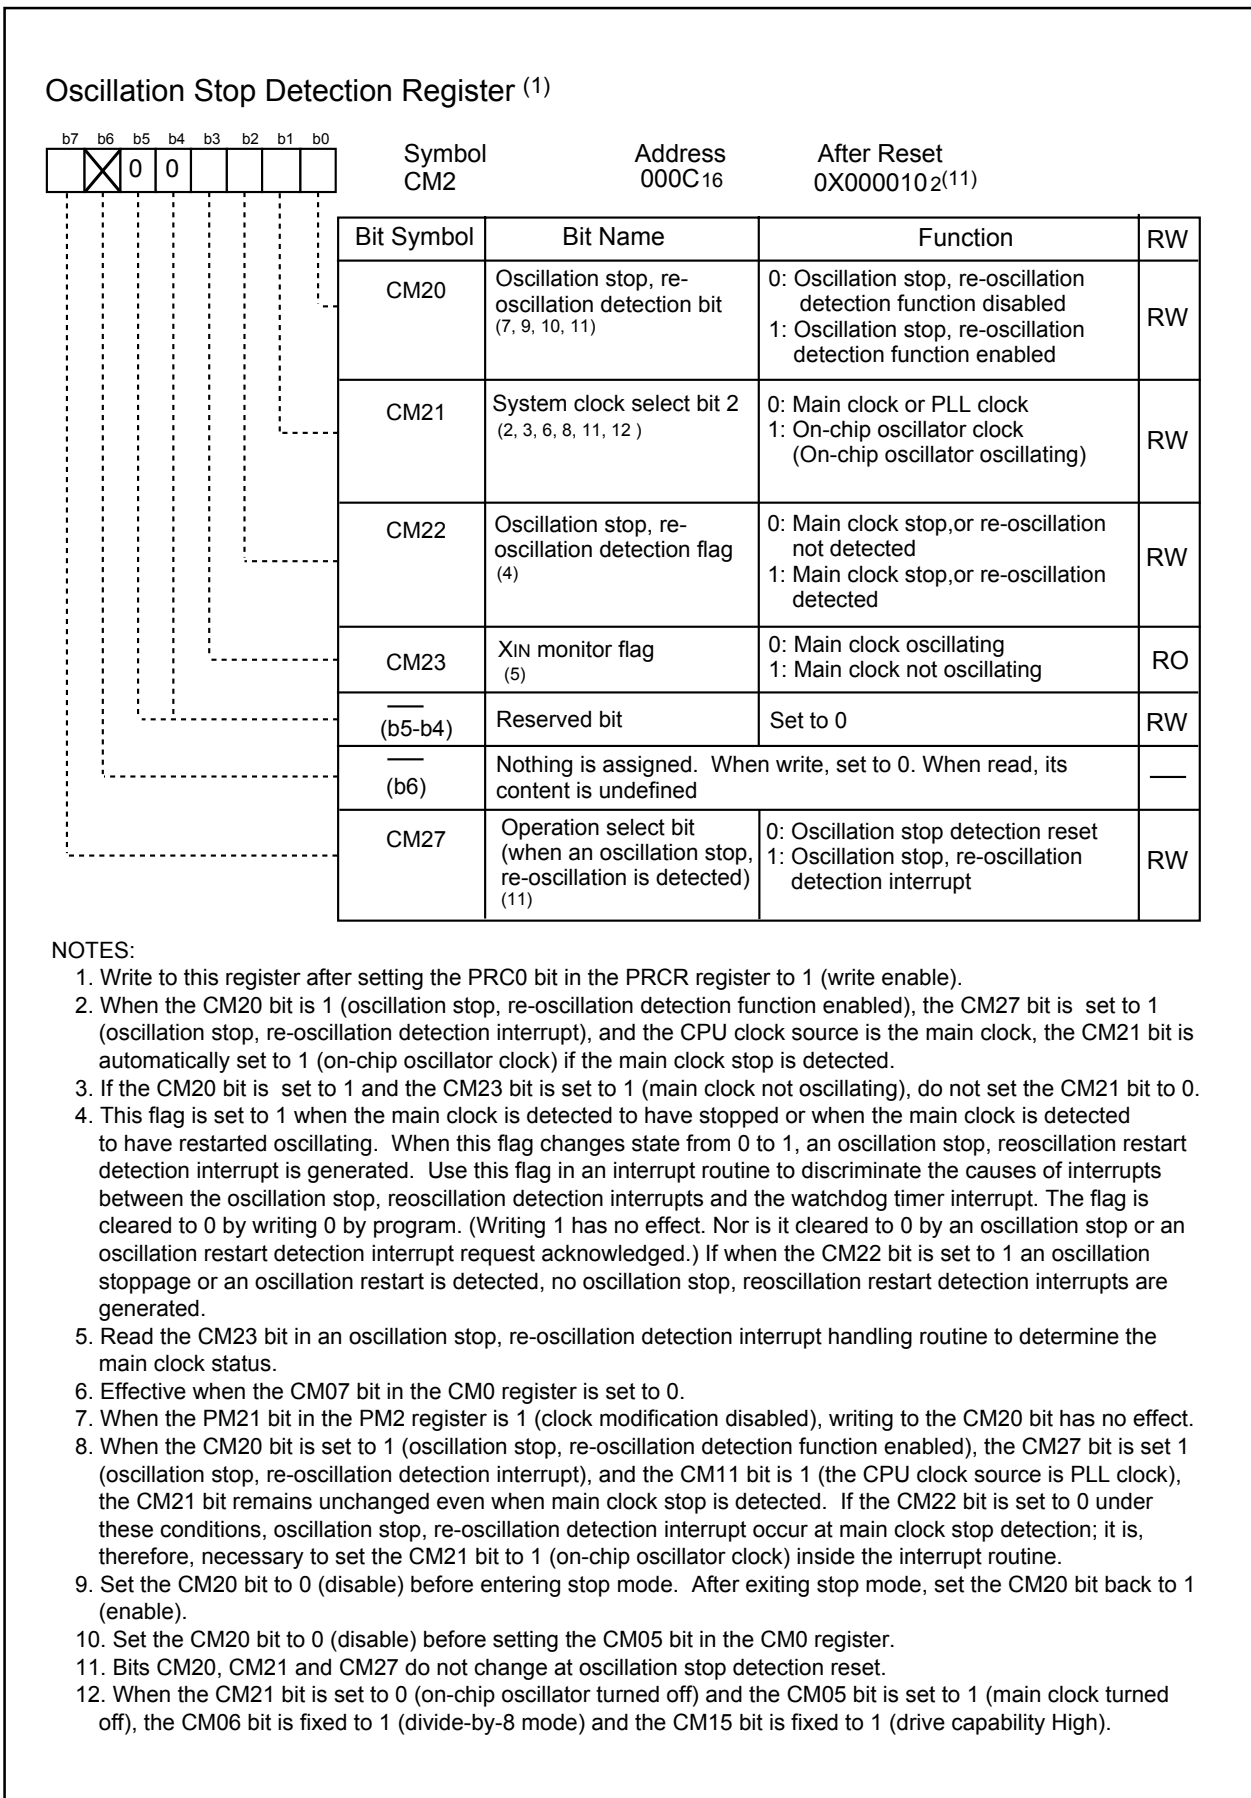 Oscillation Stop Detection Register (1)
b7 b6 b5 b4 b3 b2 b1 b0
0 0
Symbol Address After Reset
CM2 000C16 0X0000102(11)
Bit Symbol Bit Name Function RW
CM20 Oscillation stop, re- 0: Oscillation stop, re-oscillation
oscillation detection bit detection function disabled
(7, 9, 10, 11) 1: Oscillation stop, re-oscillation RW
detection function enabled
CM21 System clock select bit 2 0: Main clock or PLL clock
(2, 3, 6, 8, 11, 12 ) 1: On-chip oscillator clock RW
(On-chip oscillator oscillating)
CM22 Oscillation stop, re- 0: Main clock stop,or re-oscillation
oscillation detection flag not detected RW
(4) 1: Main clock stop,or re-oscillation
detected
CM23 XIN monitor flag 0: Main clock oscillating RO
(5) 1: Main clock not oscillating
(b5-b4) Reserved bit Set to 0 RW
(b6) Nothing is assigned. When write, set to 0. When read, its
content is undefined
CM27 Operation select bit 0: Oscillation stop detection reset
(when an oscillation stop, 1: Oscillation stop, re-oscillation RW
re-oscillation is detected) detection interrupt
(11)
NOTES:
1. Write to this register after setting the PRC0 bit in the PRCR register to 1 (write enable).
2. When the CM20 bit is 1 (oscillation stop, re-oscillation detection function enabled), the CM27 bit is set to 1
(oscillation stop, re-oscillation detection interrupt), and the CPU clock source is the main clock, the CM21 bit is
automatically set to 1 (on-chip oscillator clock) if the main clock stop is detected.
3. If the CM20 bit is set to 1 and the CM23 bit is set to 1 (main clock not oscillating), do not set the CM21 bit to 0.
4. This flag is set to 1 when the main clock is detected to have stopped or when the main clock is detected
to have restarted oscillating. When this flag changes state from 0 to 1, an oscillation stop, reoscillation restart
detection interrupt is generated. Use this flag in an interrupt routine to discriminate the causes of interrupts
between the oscillation stop, reoscillation detection interrupts and the watchdog timer interrupt. The flag is
cleared to 0 by writing 0 by program. (Writing 1 has no effect. Nor is it cleared to 0 by an oscillation stop or an
oscillation restart detection interrupt request acknowledged.) If when the CM22 bit is set to 1 an oscillation
stoppage or an oscillation restart is detected, no oscillation stop, reoscillation restart detection interrupts are
generated.
5. Read the CM23 bit in an oscillation stop, re-oscillation detection interrupt handling routine to determine the
main clock status.
6. Effective when the CM07 bit in the CM0 register is set to 0.
7. When the PM21 bit in the PM2 register is 1 (clock modification disabled), writing to the CM20 bit has no effect.
8. When the CM20 bit is set to 1 (oscillation stop, re-oscillation detection function enabled), the CM27 bit is set 1
(oscillation stop, re-oscillation detection interrupt), and the CM11 bit is 1 (the CPU clock source is PLL clock),
the CM21 bit remains unchanged even when main clock stop is detected. If the CM22 bit is set to 0 under
these conditions, oscillation stop, re-oscillation detection interrupt occur at main clock stop detection; it is,
therefore, necessary to set the CM21 bit to 1 (on-chip oscillator clock) inside the interrupt routine.
9. Set the CM20 bit to 0 (disable) before entering stop mode. After exiting stop mode, set the CM20 bit back to 1
(enable).
10. Set the CM20 bit to 0 (disable) before setting the CM05 bit in the CM0 register.
11. Bits CM20, CM21 and CM27 do not change at oscillation stop detection reset.
12. When the CM21 bit is set to 0 (on-chip oscillator turned off) and the CM05 bit is set to 1 (main clock turned
off), the CM06 bit is fixed to 1 (divide-by-8 mode) and the CM15 bit is fixed to 1 (drive capability High).